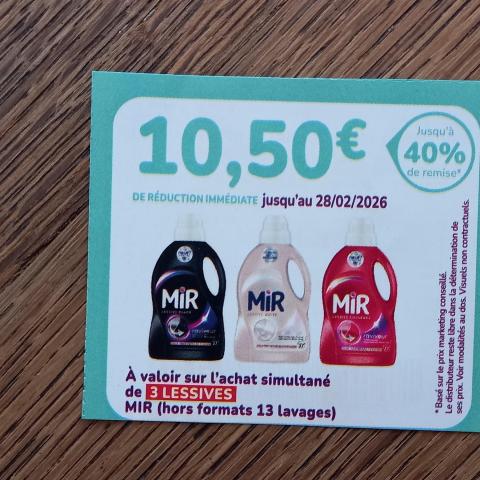 10,50€
Jusqu'à
40%
de remise*
DE RÉDUCTION IMMÉDIATE jusqu'au 28/02/2026
MiR
MiR
MiR
À valoir sur l'achat simultané
de 3 LESSIVES
MIR (hors formats 13 lavages)
*Basé sur le prix marketing conseillé.
Le distributeur reste libre dans la détermination de
ses prix. Voir modalités au dos. Visuels non contractuels.